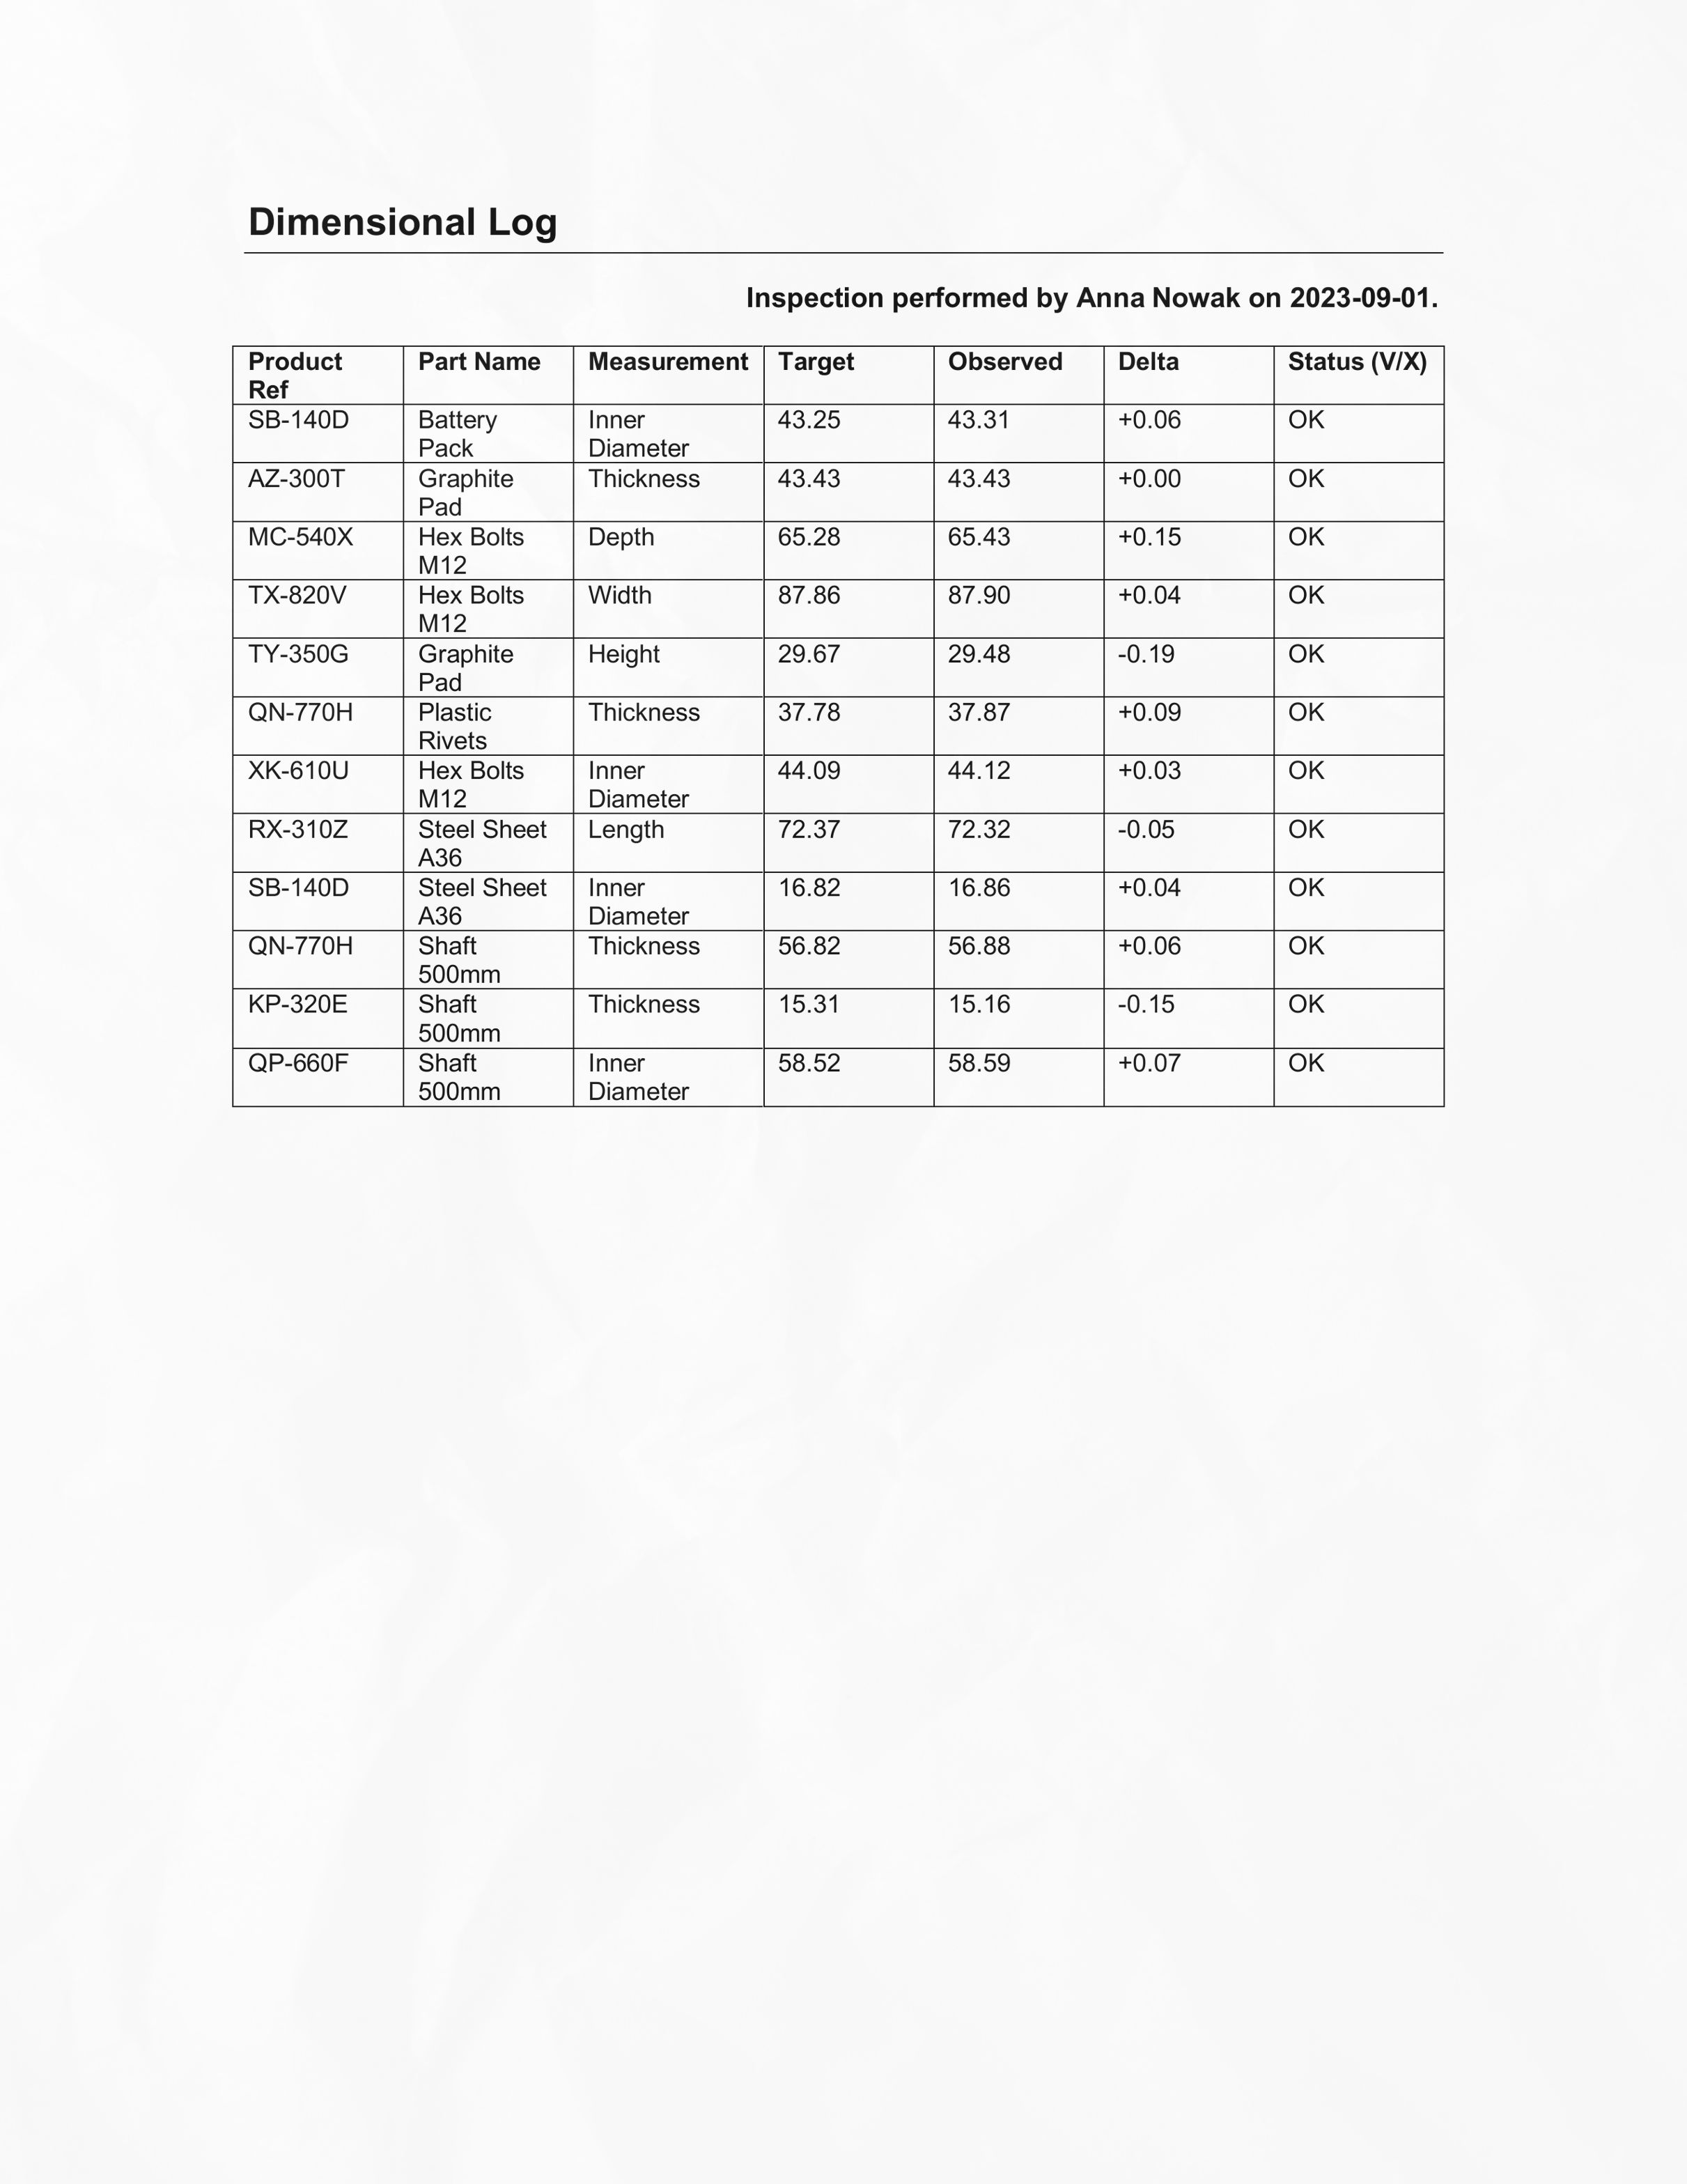 Dimensional Log
Inspection performed by Anna Nowak on 2023-09-01.
Product Ref Part Name Measurement Target Observed Delta Status (V/X)
SB-140D Battery Pack Inner Diameter 43.25 43.31 +0.06 OK
AZ-300T Graphite Pad Thickness 43.43 43.43 +0.00 OK
MC-540X Hex Bolts M12 Depth 65.28 65.43 +0.15 OK
TX-820V Hex Bolts M12 Width 87.86 87.90 +0.04 OK
TY-350G Graphite Pad Height 29.67 29.48 -0.19 OK
QN-770H Plastic Rivets Thickness 37.78 37.87 +0.09 OK
XK-610U Hex Bolts M12 Inner Diameter 44.09 44.12 +0.03 OK
RX-310Z Steel Sheet A36 Length 72.37 72.32 -0.05 OK
SB-140D Steel Sheet A36 Inner Diameter 16.82 16.86 +0.04 OK
QN-770H Shaft 500mm Thickness 56.82 56.88 +0.06 OK
KP-320E Shaft 500mm Thickness 15.31 15.16 -0.15 OK
QP-660F Shaft 500mm Inner Diameter 58.52 58.59 +0.07 OK